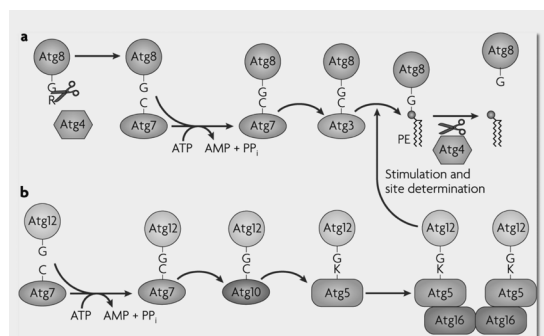 a
Atg8
G
R
Atg4
Atg8
G
C
Atg7
ATP
AMP + PPi
Atg8
G
C
Atg7
Atg8
G
C
Atg3
Atg8
G
PE
Atg4
Atg8
G
Stimulation and
site determination
b
Atg12
G
C
Atg7
ATP
AMP + PPi
Atg12
G
C
Atg7
Atg12
G
C
Atg10
Atg12
G
K
Atg5
Atg12
G
K
Atg5
Atg16
Atg12
G
K
Atg5
Atg16